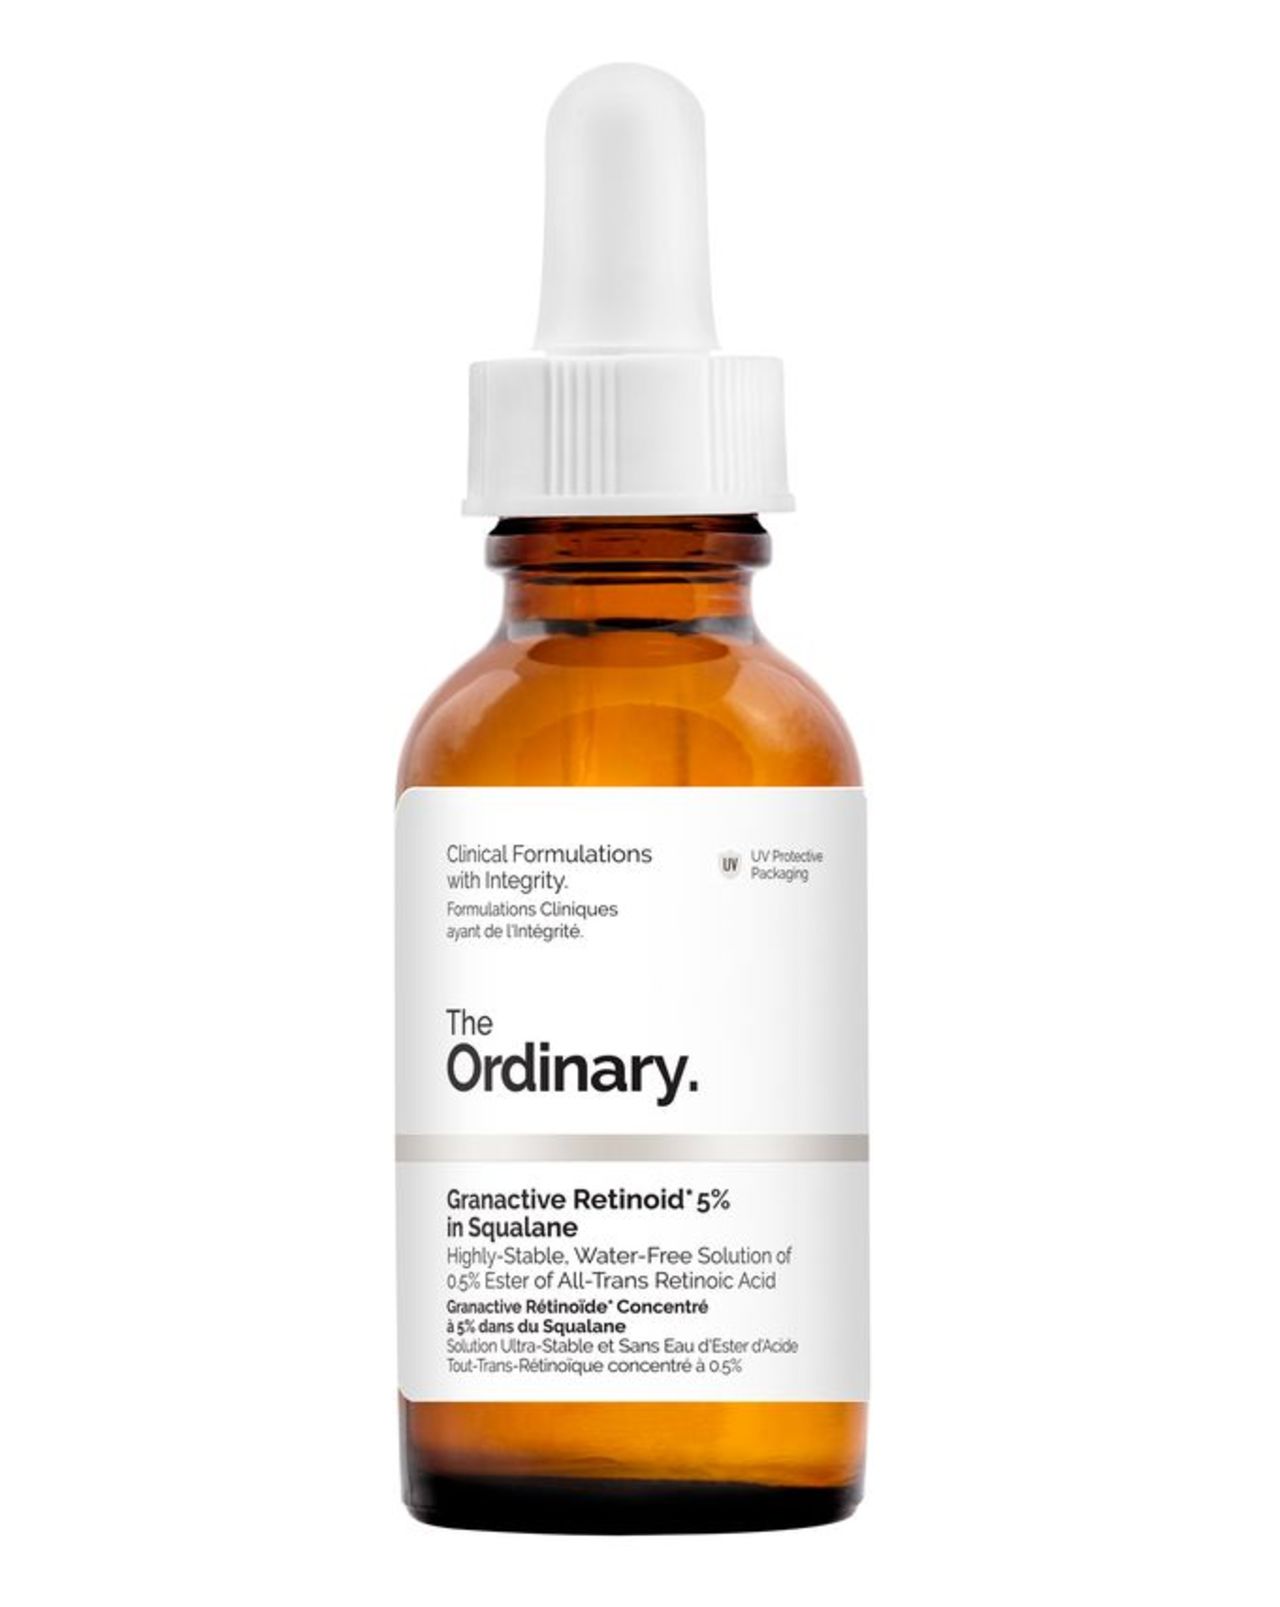 Clinical Formulations
with Integrity.
Formulations Cliniques
ayant de l'Intégrité.
UV
UV Protective
Packaging
The
Ordinary.
Granactive Retinoid* 5%
in Squalane
Highly-Stable, Water-Free Solution of
0.5% Ester of All-Trans Retinoic Acid
Granactive Rétinoïde* Concentré
à 5% dans du Squalane
Solution Ultra-Stable et Sans Eau d'Ester d'Acide
Tout-Trans-Rétinoïque concentré à 0.5%